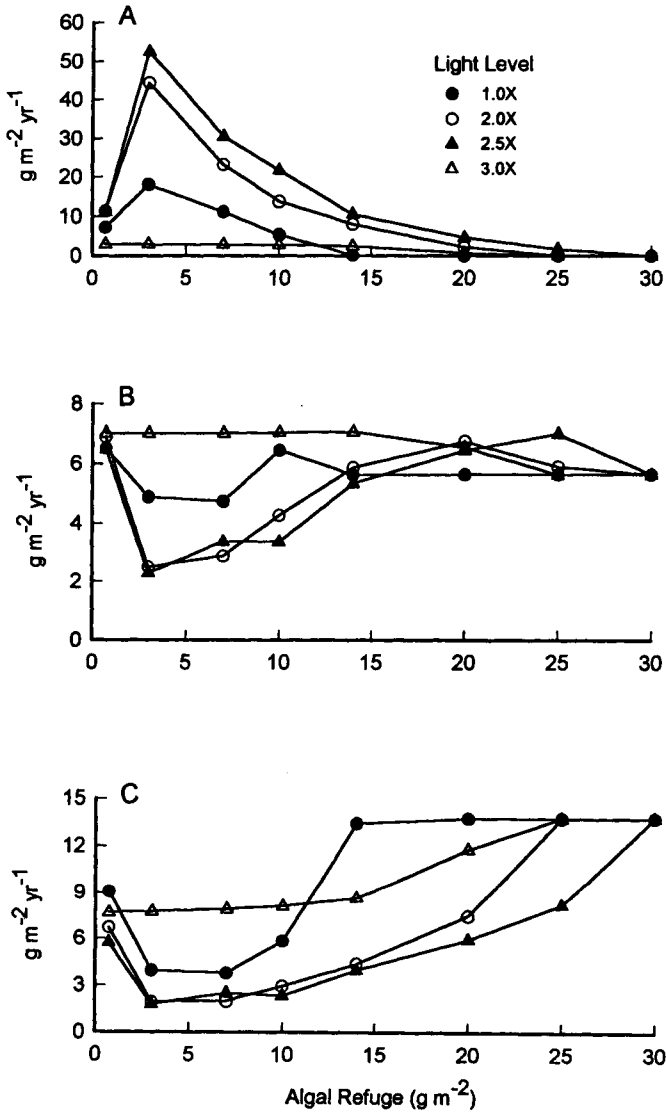 A
60
50
40
30
20
10
0
g m⁻² yr⁻¹
Light Level
1.0X
2.0X
2.5X
3.0X
0 5 10 15 20 25 30
B
8
6
4
2
0
g m⁻² yr⁻¹
0 5 10 15 20 25 30
C
15
12
9
6
3
0
g m⁻² yr⁻¹
0 5 10 15 20 25 30
Algal Refuge (g m⁻²)